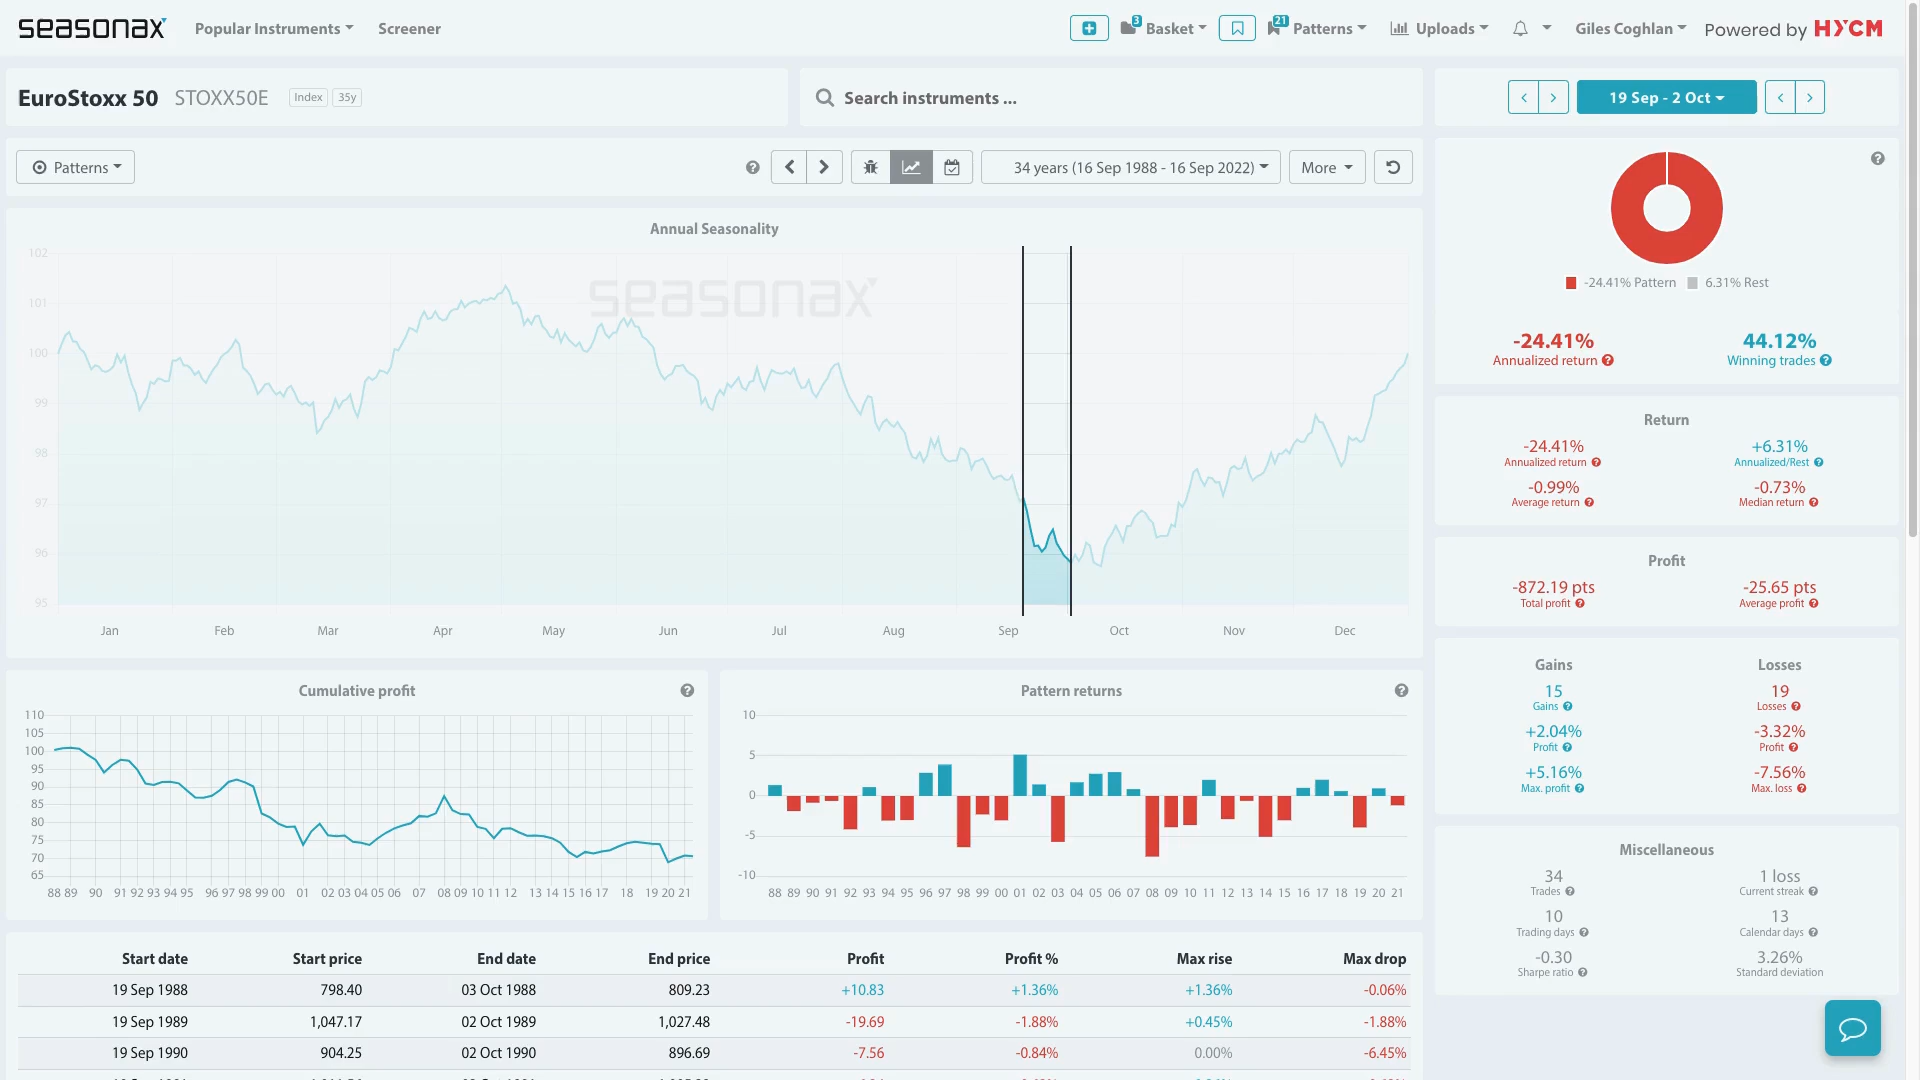 seasonax Popular Instruments Screener 3 Basket 21 Patterns Uploads Giles Coghlan Powered by HYCM
EuroStoxx 50 STOXX50E Index 35y
Search instruments ...
19 Sep - 2 Oct
Patterns
34 years (16 Sep 1988 - 16 Sep 2022) More
Annual Seasonality
seasonax
102
101
100
99
98
97
96
95
Jan Feb Mar Apr May Jun Jul Aug Sep Oct Nov Dec
-24.41% Pattern 6.31% Rest
-24.41% 44.12%
Annualized return Winning trades
Return
-24.41% +6.31%
Annualized return Annualized/Rest
-0.99% -0.73%
Average return Median return
Profit
-872.19 pts -25.65 pts
Total profit Average profit
Gains Losses
15 19
Gains Losses
+2.04% -3.32%
Profit Profit
+5.16% -7.56%
Max. profit Max. loss
Miscellaneous
34 1 loss
Trades Current streak
10 13
Trading days Calendar days
-0.30 3.26%
Sharpe ratio Standard deviation
Cumulative profit
110
105
100
95
90
85
80
75
70
65
88 89 90 91 92 93 94 95 96 97 98 99 00 01 02 03 04 05 06 07 08 09 10 11 12 13 14 15 16 17 18 19 20 21
Pattern returns
10
5
0
-5
-10
88 89 90 91 92 93 94 95 96 97 98 99 00 01 02 03 04 05 06 07 08 09 10 11 12 13 14 15 16 17 18 19 20 21
Start date Start price End date End price Profit Profit % Max rise Max drop
19 Sep 1988 798.40 03 Oct 1988 809.23 +10.83 +1.36% +1.36% -0.06%
19 Sep 1989 1,047.17 02 Oct 1989 1,027.48 -19.69 -1.88% +0.45% -1.88%
19 Sep 1990 904.25 02 Oct 1990 896.69 -7.56 -0.84% 0.00% -6.45%